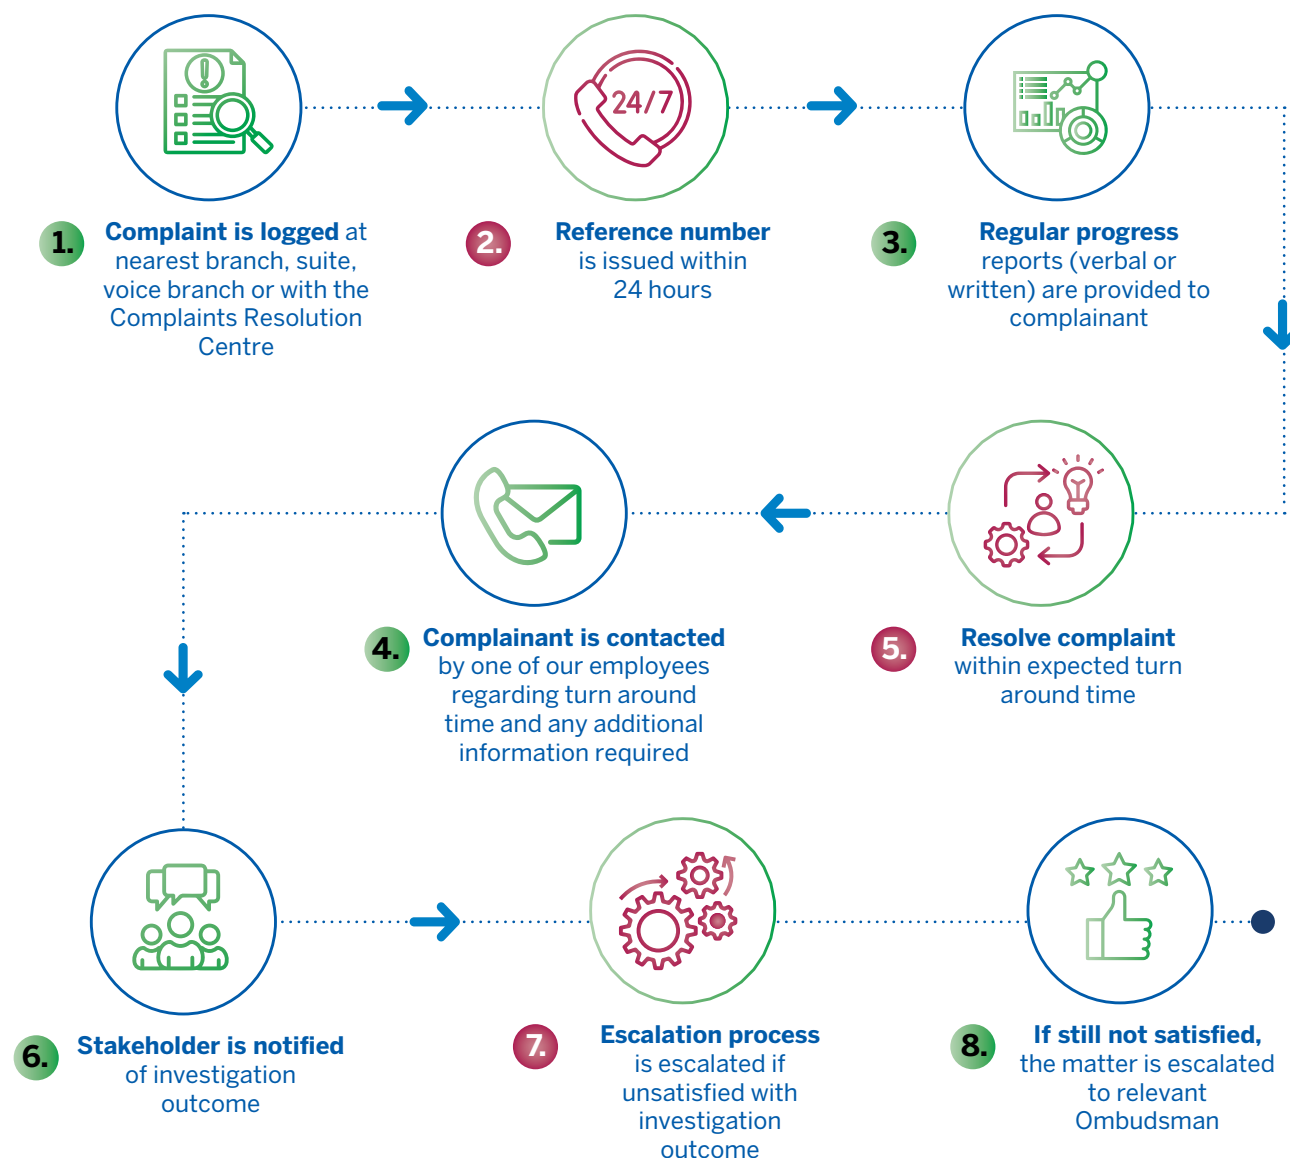 24/7
1.
Complaint is logged at
nearest branch, suite,
voice branch or with the
Complaints Resolution
Centre
2.
Reference number
is issued within
24 hours
3.
Regular progress
reports (verbal or
written) are provided to
complainant
4.
Complainant is contacted
by one of our employees
regarding turn around
time and any additional
information required
5.
Resolve complaint
within expected turn
around time
6.
Stakeholder is notified
of investigation
outcome
7.
Escalation process
is escalated if
unsatisfied with
investigation
outcome
8.
If still not satisfied,
the matter is escalated
to relevant
Ombudsman